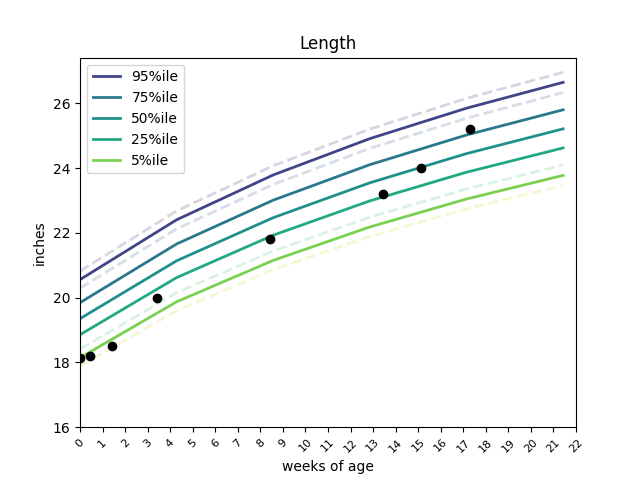 Length
95%ile
75%ile
50%ile
25%ile
5%ile
inches
26
24
22
20
18
16
0 1 2 3 4 5 6 7 8 9 10 11 12 13 14 15 16 17 18 19 20 21 22
weeks of age